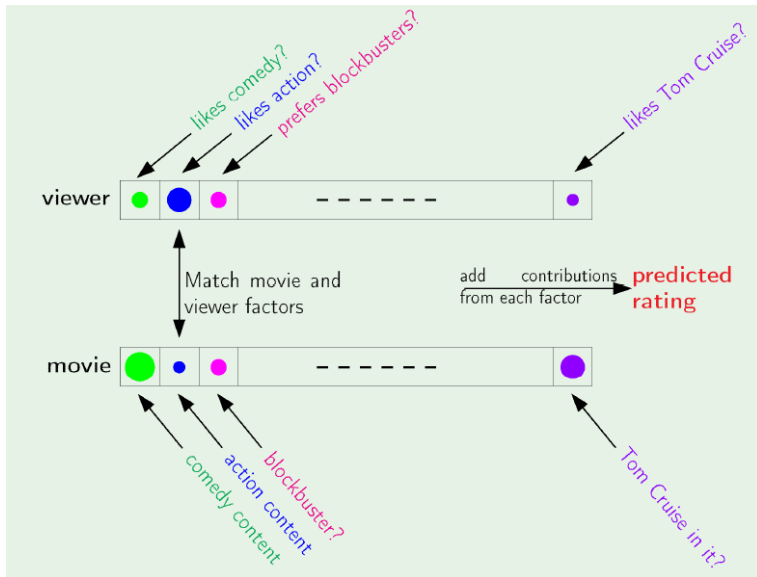 likes comedy?
likes action?
prefers blockbusters?
likes Tom Cruise?
viewer
Match movie and
viewer factors
add contributions
from each factor
predicted
rating
movie
comedy content
action content
blockbuster?
Tom Cruise in it?